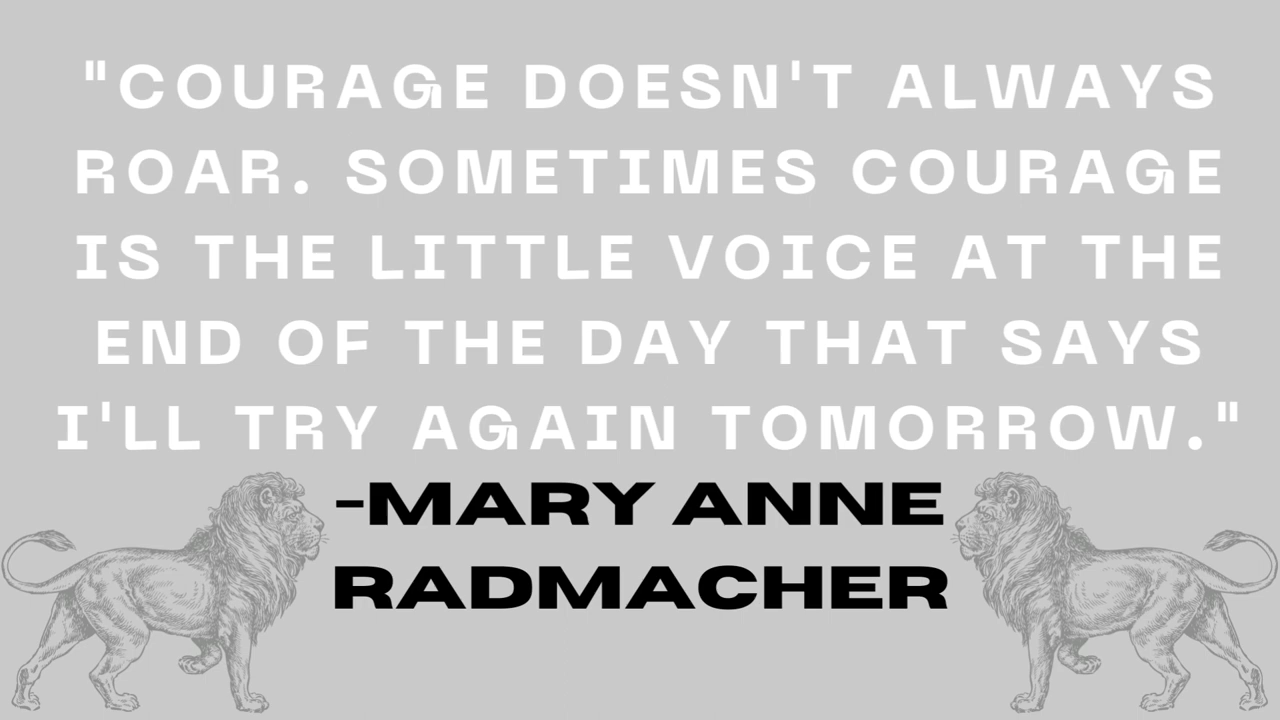 "COURAGE DOESN'T ALWAYS
ROAR. SOMETIMES COURAGE
IS THE LITTLE VOICE AT THE
END OF THE DAY THAT SAYS
I'LL TRY AGAIN TOMORROW."
-MARY ANNE
RADMACHER